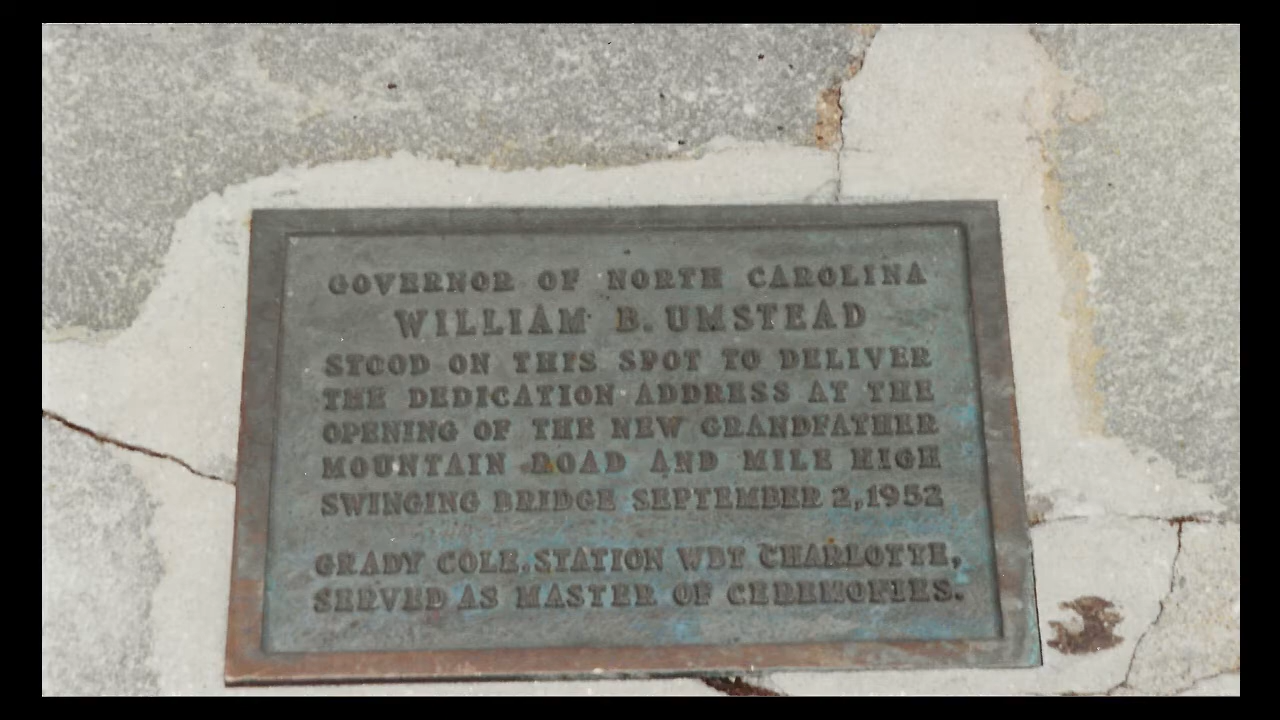 GOVERNOR OF NORTH CAROLINA
WILLIAM B. UMSTEAD
STOOD ON THIS SPOT TO DELIVER
THE DEDICATION ADDRESS AT THE
OPENING OF THE NEW GRANDFATHER
MOUNTAIN ROAD AND MILE HIGH
SWINGING BRIDGE SEPTEMBER 2, 1952
GRADY COLE, STATION WBT CHARLOTTE,
SERVED AS MASTER OF CEREMONIES.